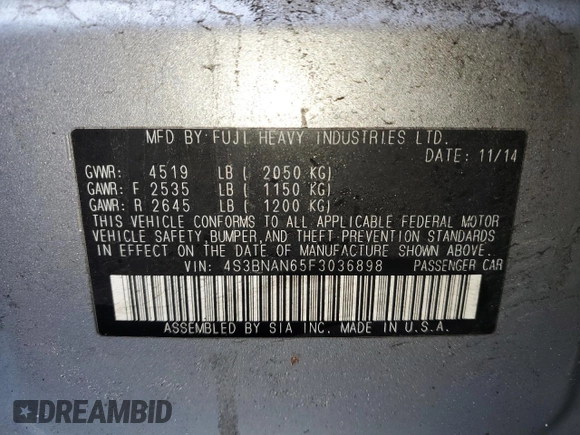 MFD BY: FUJI HEAVY INDUSTRIES LTD.
DATE: 11/14
GVWR: 4519 LB ( 2050 KG)
GAWR: F 2535 LB ( 1150 KG)
GAWR: R 2645 LB ( 1200 KG)
THIS VEHICLE CONFORMS TO ALL APPLICABLE FEDERAL MOTOR
VEHICLE SAFETY,BUMPER,AND THEFT PREVENTION STANDARDS
IN EFFECT ON THE DATE OF MANUFACTURE SHOWN ABOVE.
VIN: 4S3BNAN65F3036898 PASSENGER CAR
ASSEMBLED BY SIA INC. MADE IN U.S.A.
DREAMBID